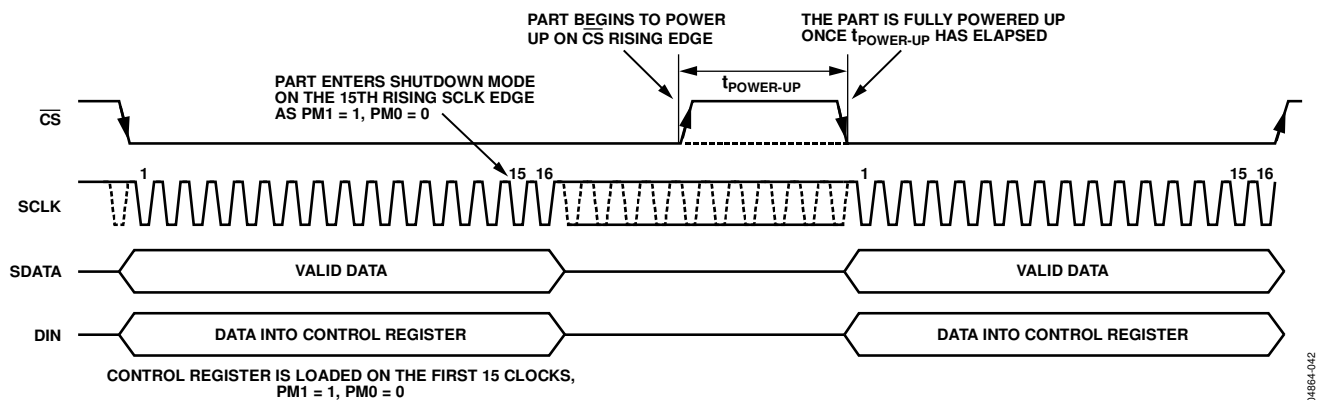 PART BEGINS TO POWER
UP ON CS RISING EDGE
THE PART IS FULLY POWERED UP
ONCE tPOWER-UP HAS ELAPSED
PART ENTERS SHUTDOWN MODE
ON THE 15TH RISING SCLK EDGE
AS PM1 = 1, PM0 = 0
tPOWER-UP
CS
1 15 16 1 15 16
SCLK
SDATA VALID DATA VALID DATA
DIN DATA INTO CONTROL REGISTER DATA INTO CONTROL REGISTER
CONTROL REGISTER IS LOADED ON THE FIRST 15 CLOCKS,
PM1 = 1, PM0 = 0
04864-042